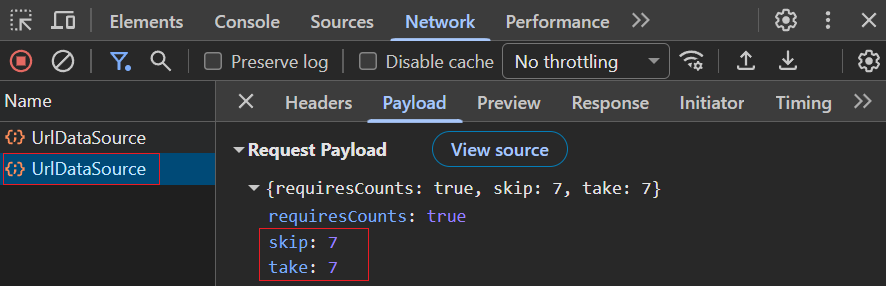 Elements Console Sources Network Performance
Preserve log Disable cache No throttling
Name
Headers Payload Preview Response Initiator Timing
{;} UrlDataSource
{;} UrlDataSource
Request Payload View source
{requiresCounts: true, skip: 7, take: 7}
requiresCounts: true
skip: 7
take: 7